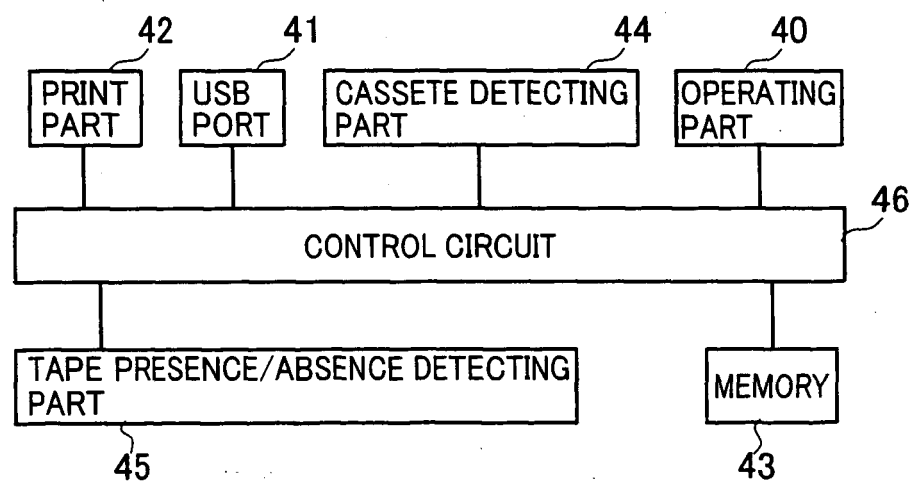 42
41
44
40
PRINT
PART
USB
PORT
CASSETE DETECTING
PART
OPERATING
PART
46
CONTROL CIRCUIT
TAPE PRESENCE/ABSENCE DETECTING
PART
MEMORY
45
43